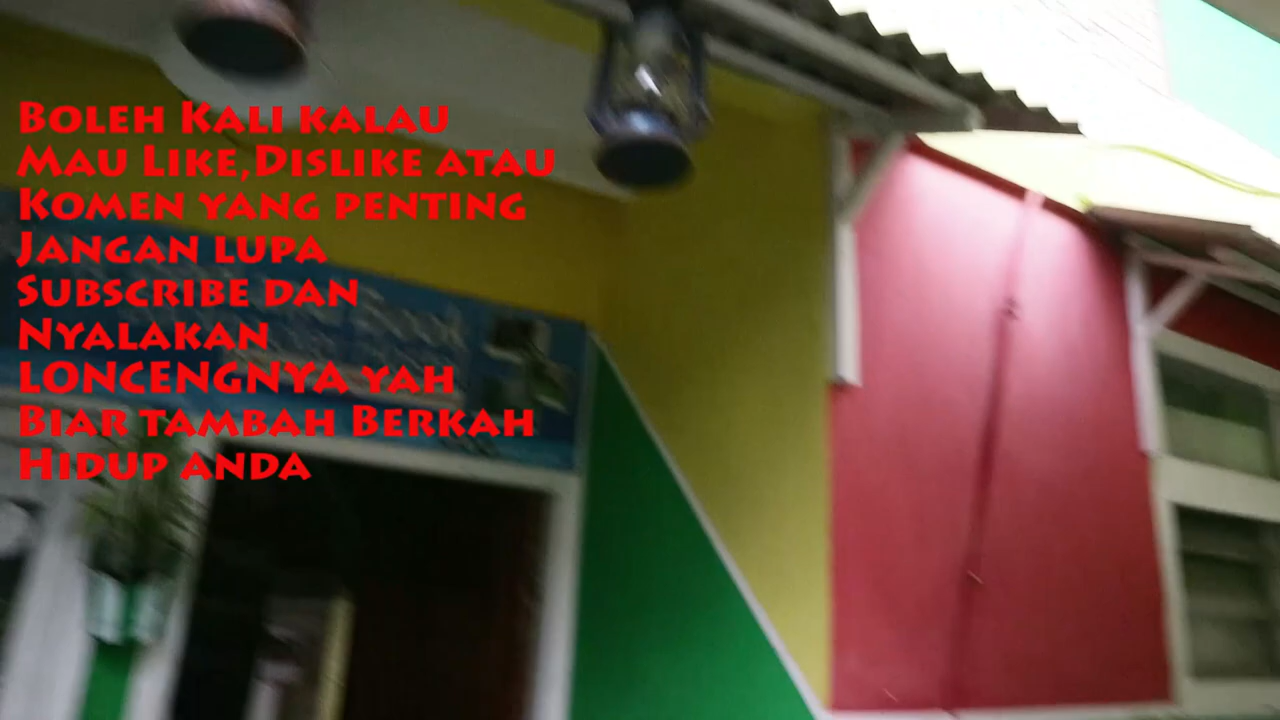 Boleh Kali kalau
Mau Like,Dislike atau
Komen yang penting
Jangan lupa
Subscribe dan
Nyalakan
LONCENGNYA yah
Biar tambah Berkah
Hidup anda